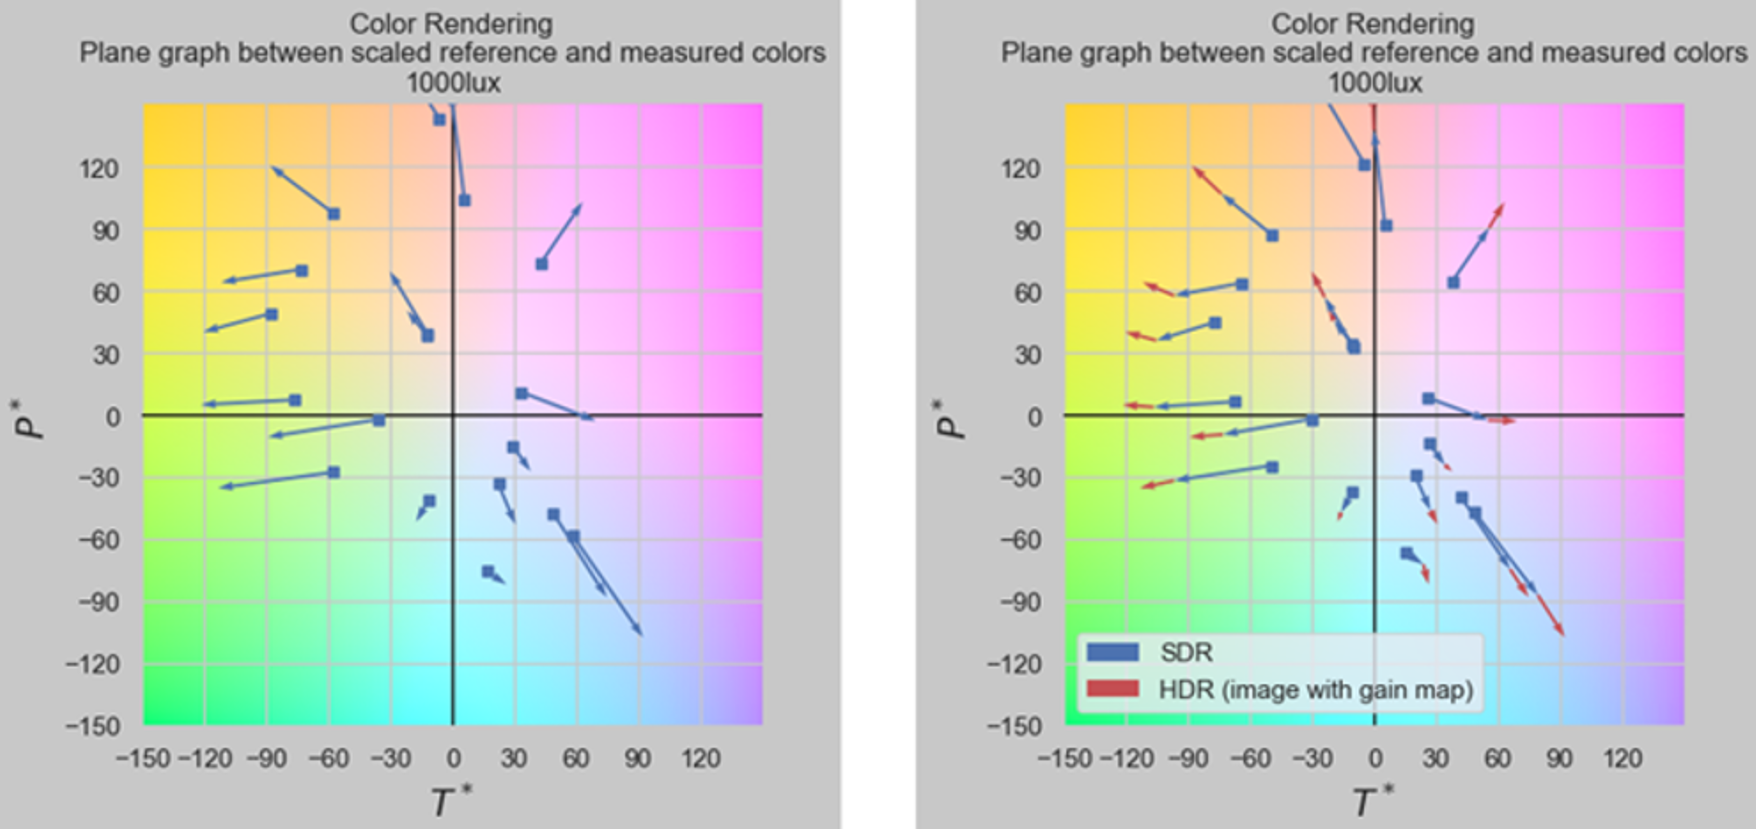 Color Rendering
Plane graph between scaled reference and measured colors
1000lux
120
90
60
30
0
−30
−60
−90
−120
−150
P*
−150 −120 −90 −60 −30 0 30 60 90 120
T*
Color Rendering
Plane graph between scaled reference and measured colors
1000lux
120
90
60
30
0
−30
−60
−90
−120
−150
P*
SDR
HDR (image with gain map)
−150 −120 −90 −60 −30 0 30 60 90 120
T*